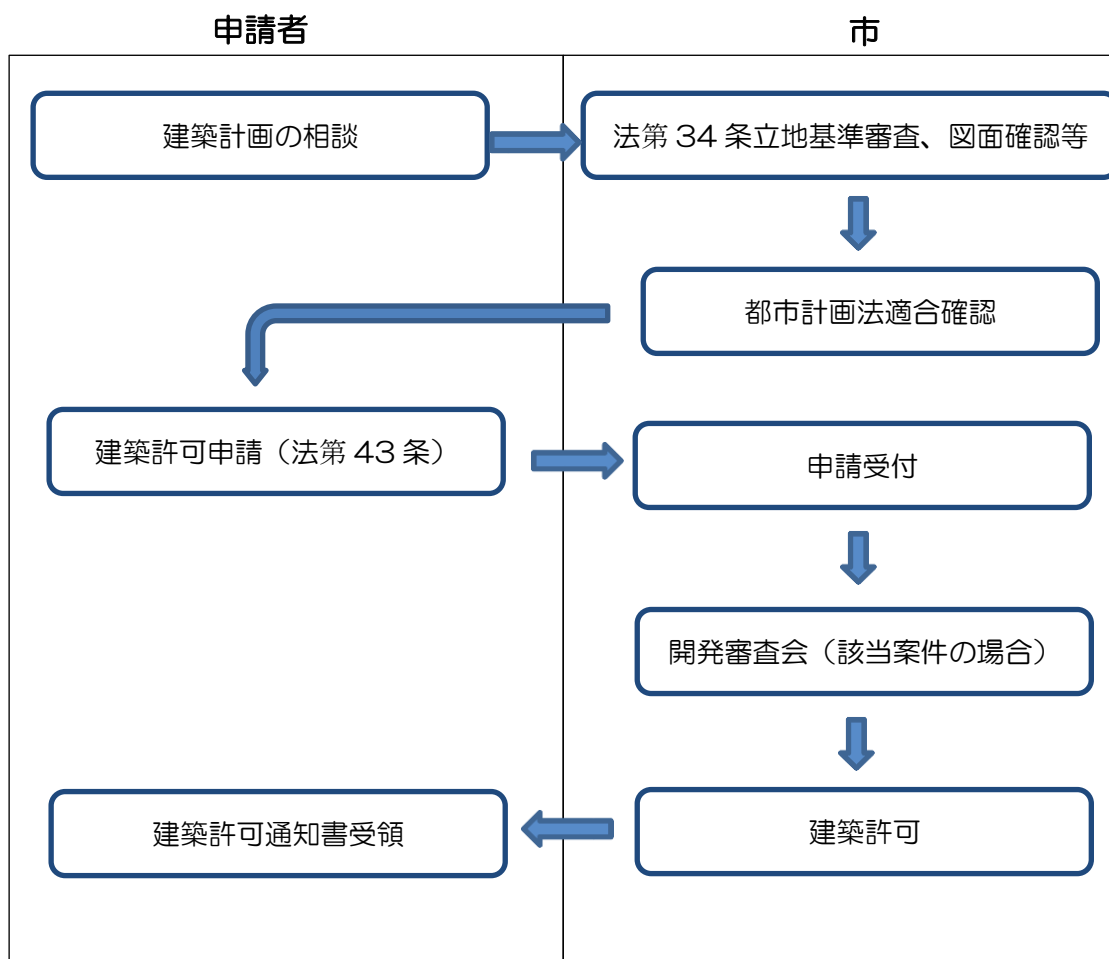 申請者
市
建築計画の相談
法第 34 条立地基準審査、図面確認等
都市計画法適合確認
建築許可申請（法第 43 条）
申請受付
開発審査会（該当案件の場合）
建築許可通知書受領
建築許可